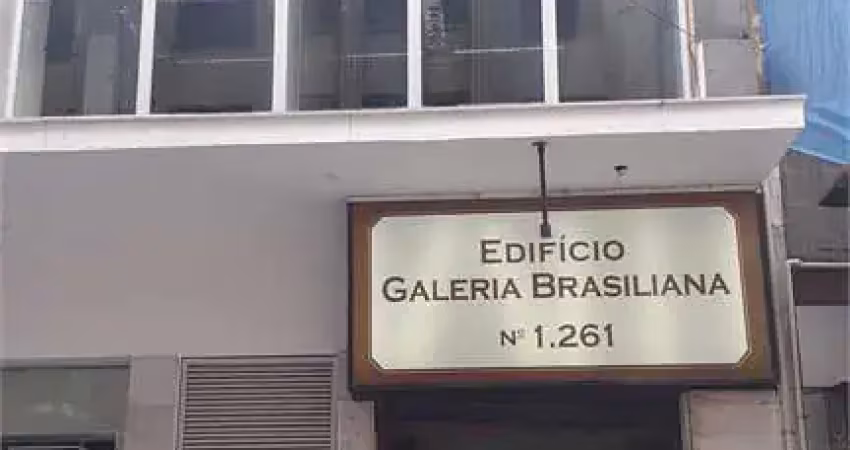 EDIFÍCIO
GALERIA BRASILIANA
Nº 1.261